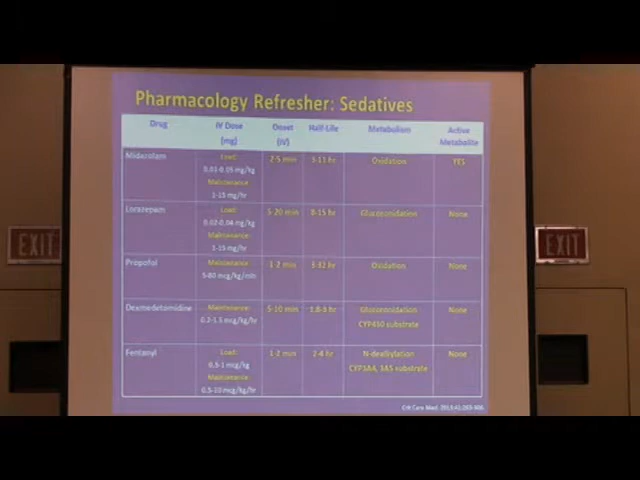 Pharmacology Refresher: Sedatives
Drug IV Dose (mg) Onset (IV) Half-Life Metabolism Active Metabolite
Midazolam Load: 2-5 min 3-11 hr Oxidation YES
0.01-0.05 mg/kg
Maintenance:
1-15 mg/hr
Lorazepam Load: 5-20 min 8-15 hr Glucuronidation None
0.02-0.04 mg/kg
Maintenance:
1-15 mg/hr
Propofol Maintenance: 1-2 min 3-32 hr Oxidation None
5-80 mcg/kg/min
Dexmedetamidine Maintenance: 5-10 min 1.8-3 hr Glucuronidation None
0.2-1.5 mcg/kg/hr CYP450 substrate
Fentanyl Load: 1-2 min 2-4 hr N-dealkylation None
0.5-1 mcg/kg CYP3A4, 3A5 substrate
Maintenance:
0.5-10 mcg/kg/hr
EXIT
EXIT
Crit Care Med.